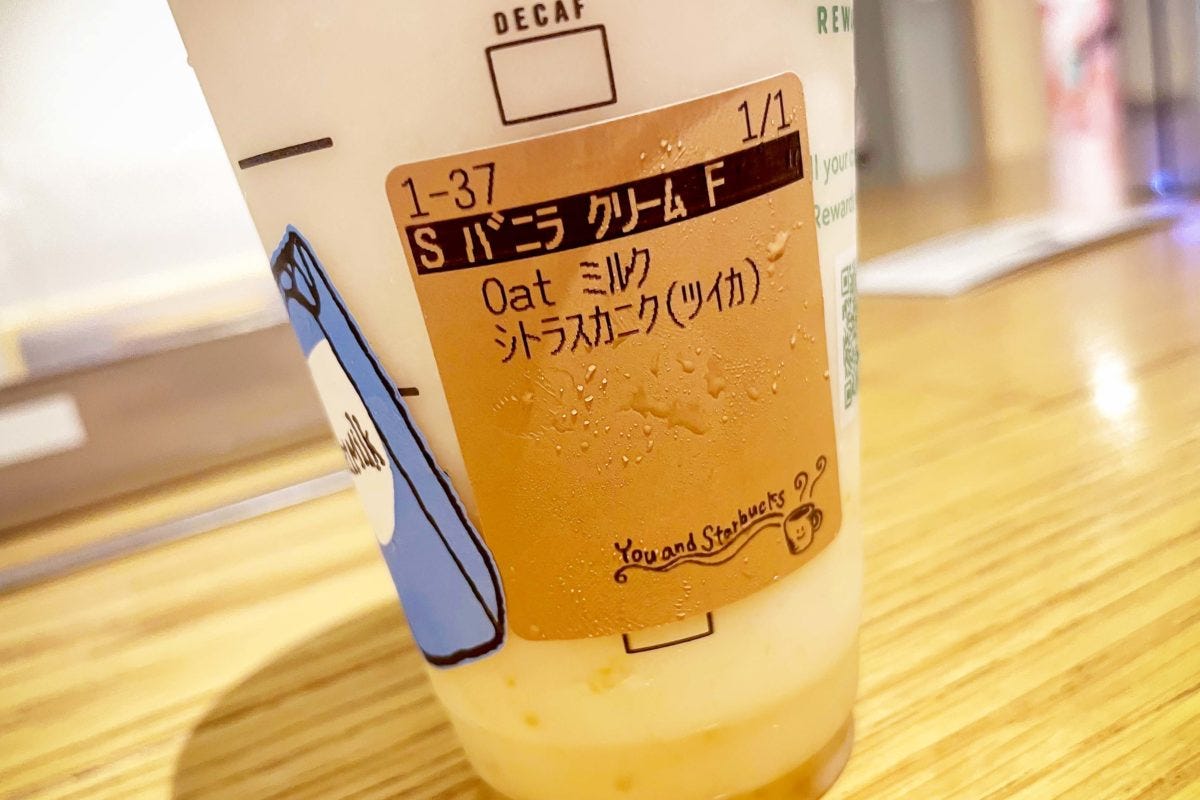 DECAF
1/1
1-37
S バニラ クリーム F
Oat ミルク
シトラスカニク(ツイカ)
You and Starbucks